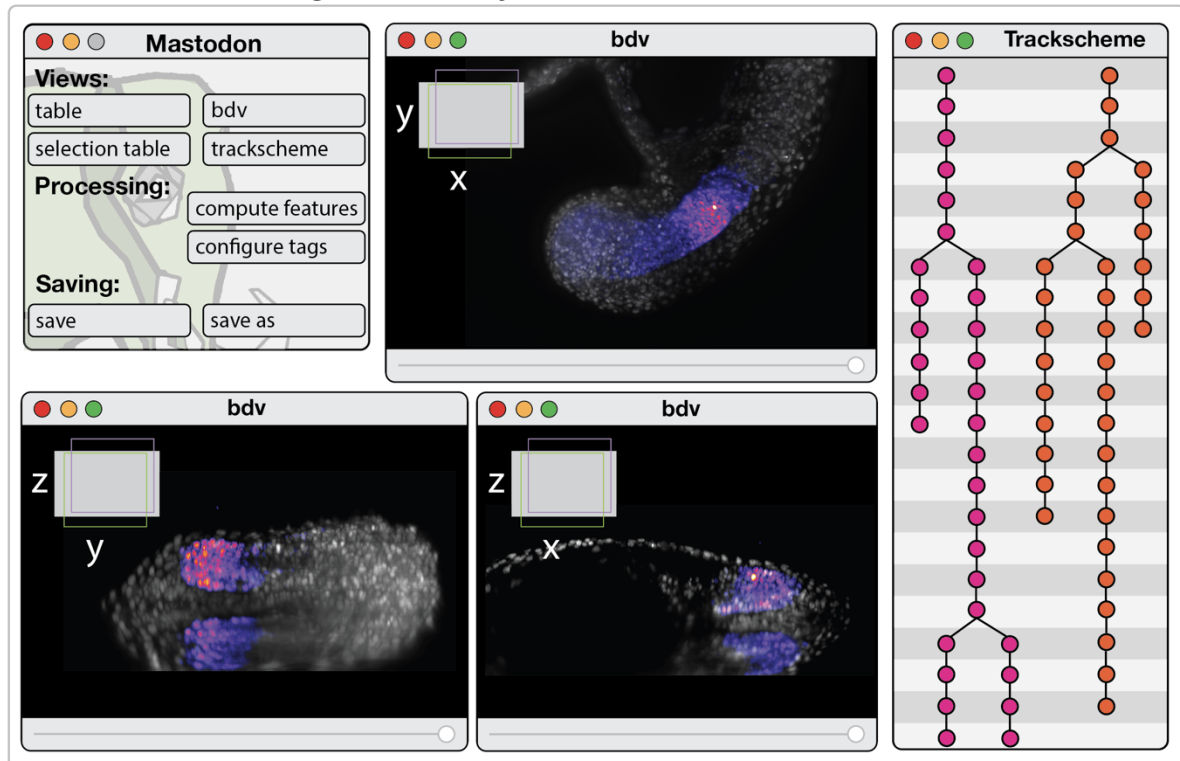 Mastodon
Views:
table
bdv
selection table
trackscheme
Processing:
compute features
configure tags
Saving:
save
save as
bdv
y
x
Trackscheme
bdv
z
y
bdv
z
x